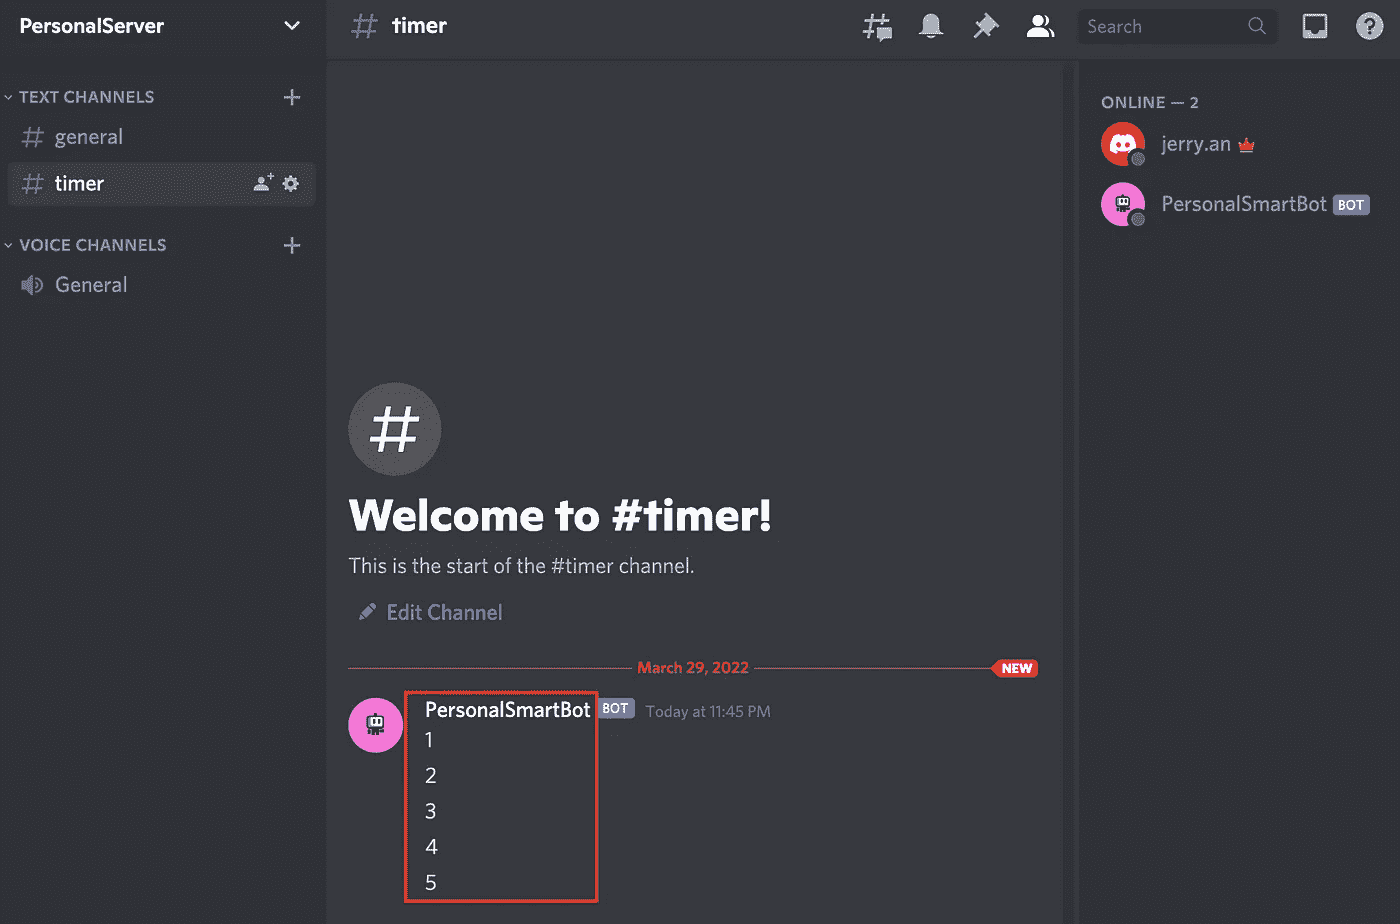 PersonalServer
TEXT CHANNELS
general
timer
VOICE CHANNELS
General
# timer
Search
?
#
Welcome to #timer!
This is the start of the #timer channel.
Edit Channel
March 29, 2022 NEW
PersonalSmartBot BOT Today at 11:45 PM
1
2
3
4
5
ONLINE — 2
jerry.an
PersonalSmartBot BOT